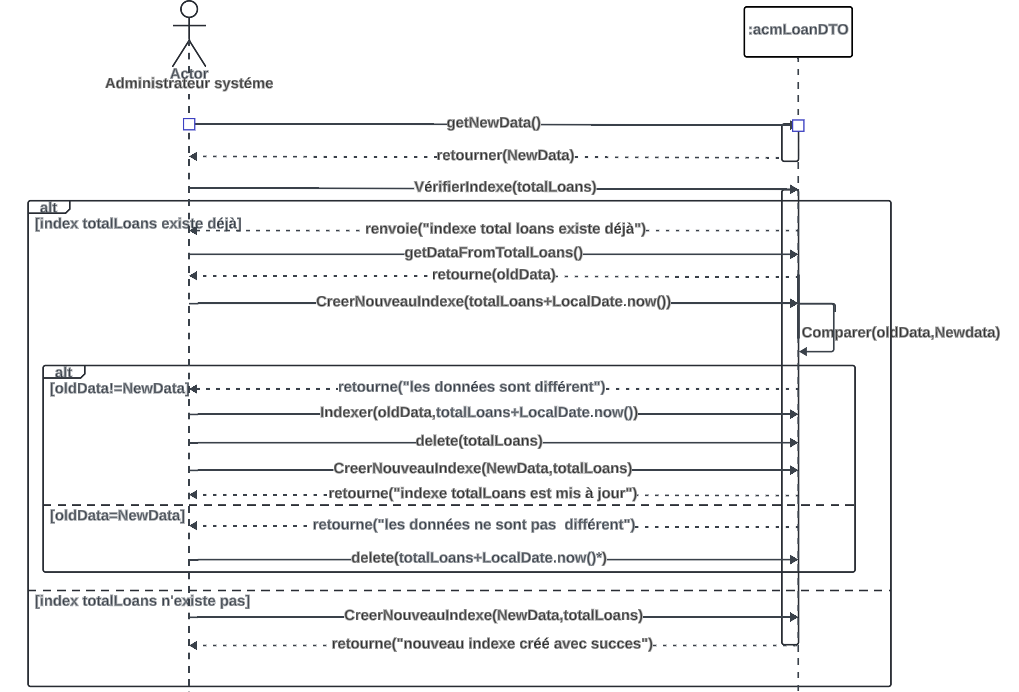 :acmLoanDTO
Actor
Administrateur systéme
getNewData()
retourner(NewData)
VérifierIndexe(totalLoans)
alt
[index totalLoans existe déjà]
renvoie("indexe total loans existe déjà")
getDataFromTotalLoans()
retourne(oldData)
CreerNouveauIndexe(totalLoans+LocalDate.now())
Comparer(oldData,Newdata)
alt
[oldData!=NewData]
retourne("les données sont différent")
Indexer(oldData,totalLoans+LocalDate.now())
delete(totalLoans)
CreerNouveauIndexe(NewData,totalLoans)
retourne("indexe totalLoans est mis à jour")
[oldData=NewData]
retourne("les données ne sont pas  différent")
delete(totalLoans+LocalDate.now()*)
[index totalLoans n'existe pas]
CreerNouveauIndexe(NewData,totalLoans)
retourne("nouveau indexe créé avec succes")